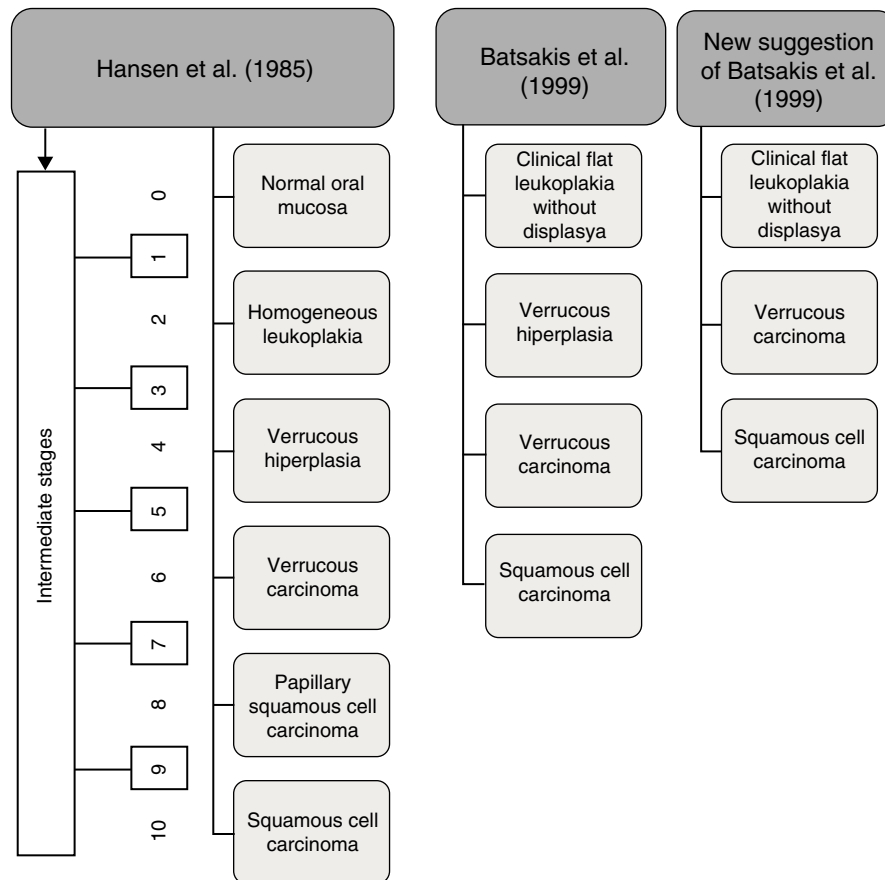 Hansen et al. (1985)
Intermediate stages
0
1
2
3
4
5
6
7
8
9
10
Normal oral
mucosa
Homogeneous
leukoplakia
Verrucous
hiperplasia
Verrucous
carcinoma
Papillary
squamous cell
carcinoma
Squamous cell
carcinoma
Batsakis et al.
(1999)
Clinical flat
leukoplakia
without
displasya
Verrucous
hiperplasia
Verrucous
carcinoma
Squamous cell
carcinoma
New suggestion
of Batsakis et al.
(1999)
Clinical flat
leukoplakia
without
displasya
Verrucous
carcinoma
Squamous cell
carcinoma